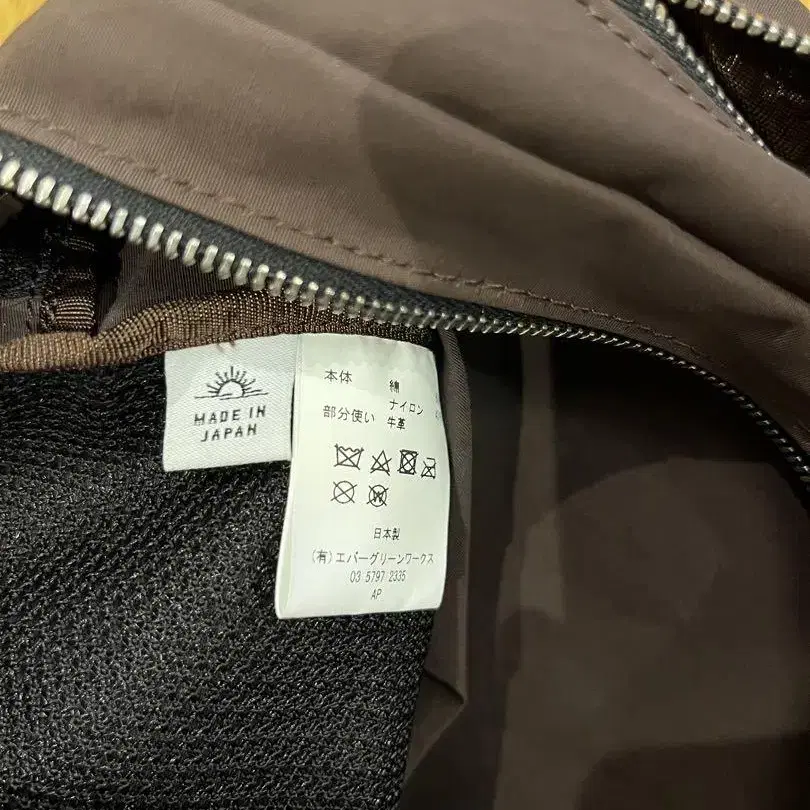 MADE IN
JAPAN
本体 綿
ナイロン
部分使い 牛革
W
日本製
(有)エバーグリーンワークス
03 5797 2335
AP